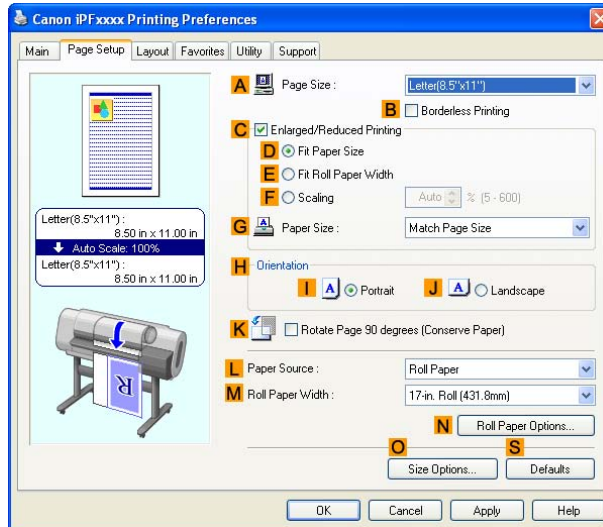 Canon iPFxxxx Printing Preferences
Main Page Setup Layout Favorites Utility Support
A Page Size : Letter(8.5"x11")
B Borderless Printing
C Enlarged/Reduced Printing
D Fit Paper Size
E Fit Roll Paper Width
F Scaling Auto % (5 - 600)
G Paper Size : Match Page Size
Letter(8.5"x11") :
8.50 in x 11.00 in
Auto Scale: 100%
Letter(8.5"x11") :
8.50 in x 11.00 in
H Orientation
I A Portrait J A Landscape
K Rotate Page 90 degrees (Conserve Paper)
R
L Paper Source : Roll Paper
M Roll Paper Width : 17-in. Roll (431.8mm)
N Roll Paper Options...
O S
Size Options... Defaults
OK Cancel Apply Help